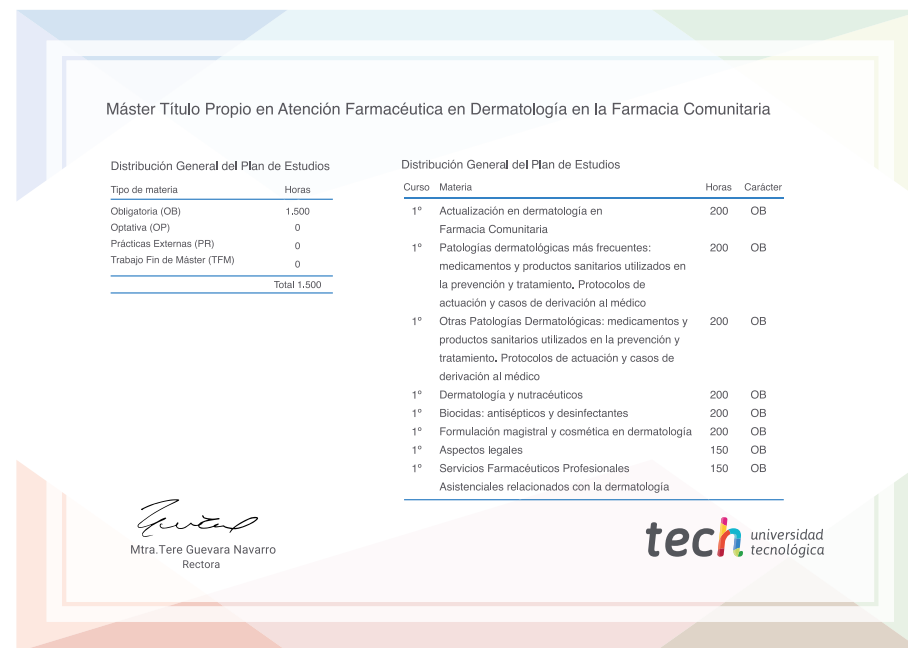 Máster Título Propio en Atención Farmacéutica en Dermatología en la Farmacia Comunitaria
Distribución General del Plan de Estudios
Tipo de materia Horas
Obligatoria (OB) 1.500
Optativa (OP) 0
Prácticas Externas (PR) 0
Trabajo Fin de Máster (TFM) 0
Total 1.500
Distribución General del Plan de Estudios
Curso Materia Horas Carácter
1º Actualización en dermatología en 200 OB
Farmacia Comunitaria
1º Patologías dermatológicas más frecuentes: 200 OB
medicamentos y productos sanitarios utilizados en
la prevención y tratamiento. Protocolos de
actuación y casos de derivación al médico
1º Otras Patologías Dermatológicas: medicamentos y 200 OB
productos sanitarios utilizados en la prevención y
tratamiento. Protocolos de actuación y casos de
derivación al médico
1º Dermatología y nutracéuticos 200 OB
1º Biocidas: antisépticos y desinfectantes 200 OB
1º Formulación magistral y cosmética en dermatología 200 OB
1º Aspectos legales 150 OB
1º Servicios Farmacéuticos Profesionales 150 OB
Asistenciales relacionados con la dermatología
Mtra.Tere Guevara Navarro
Rectora
tech universidad
tecnológica